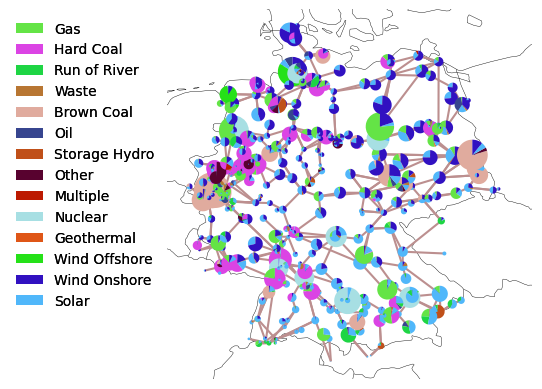 Gas
Hard Coal
Run of River
Waste
Brown Coal
Oil
Storage Hydro
Other
Multiple
Nuclear
Geothermal
Wind Offshore
Wind Onshore
Solar